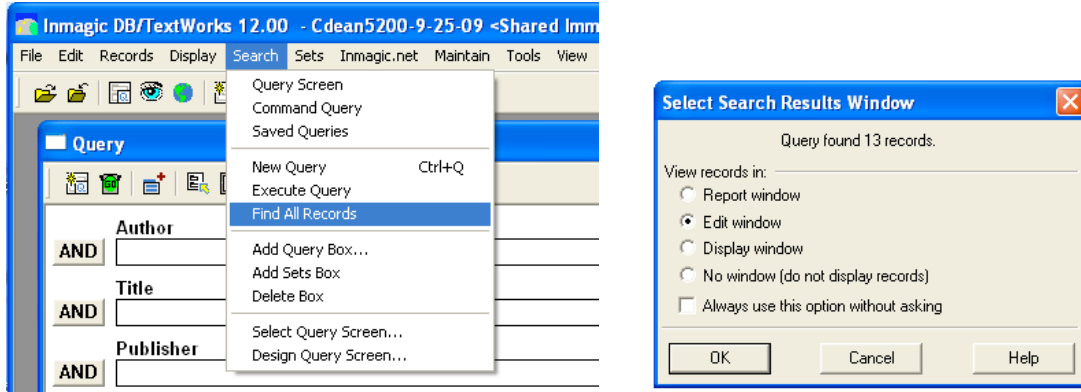 Inmagic DB/TextWorks 12.00 - Cdean5200-9-25-09 <Shared Imm
File Edit Records Display Search Sets Inmagic.net Maintain Tools View
Query
Author
AND
Title
AND
Publisher
AND
Query Screen
Command Query
Saved Queries
New Query Ctrl+Q
Execute Query
Find All Records
Add Query Box...
Add Sets Box
Delete Box
Select Query Screen...
Design Query Screen...
Select Search Results Window
Query found 13 records.
View records in:
Report window
Edit window
Display window
No window (do not display records)
Always use this option without asking
OK Cancel Help